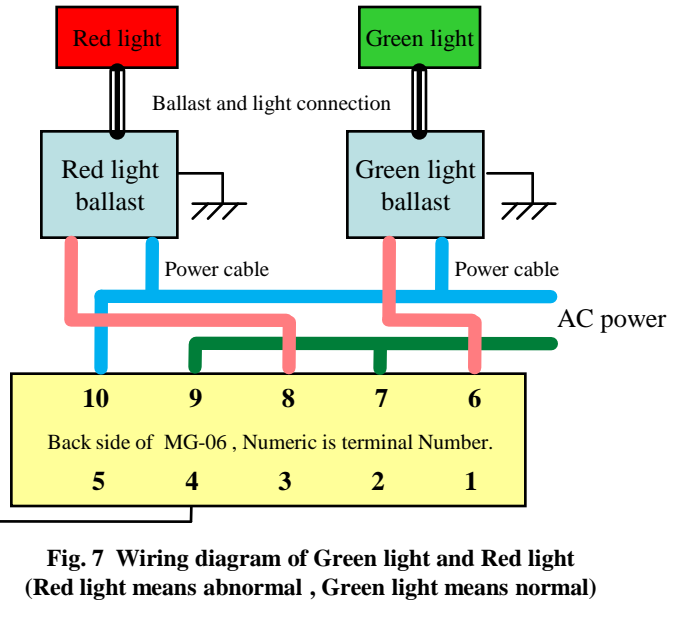 Red light
Green light
Ballast and light connection
Red light
ballast
Green light
ballast
Power cable
Power cable
AC power
10 9 8 7 6
Back side of MG-06 , Numeric is terminal Number.
5 4 3 2 1
Fig. 7 Wiring diagram of Green light and Red light
(Red light means abnormal , Green light means normal)